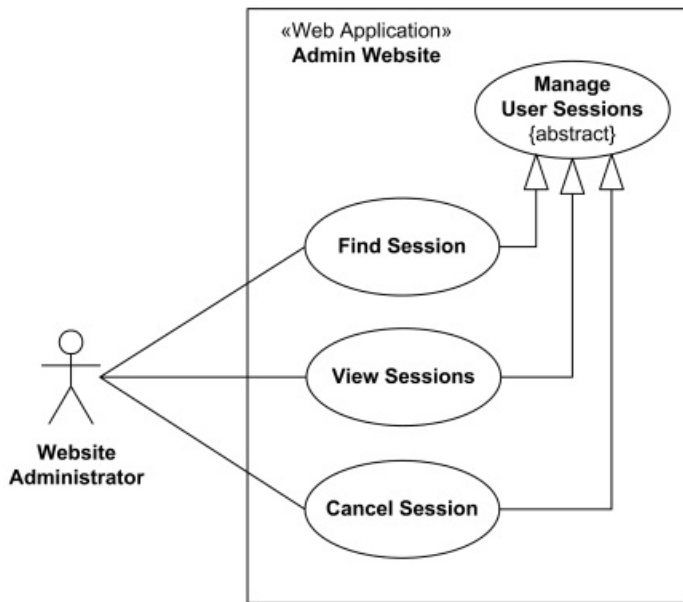 «Web Application»
Admin Website
Manage
User Sessions
{abstract}
Find Session
View Sessions
Website
Administrator
Cancel Session